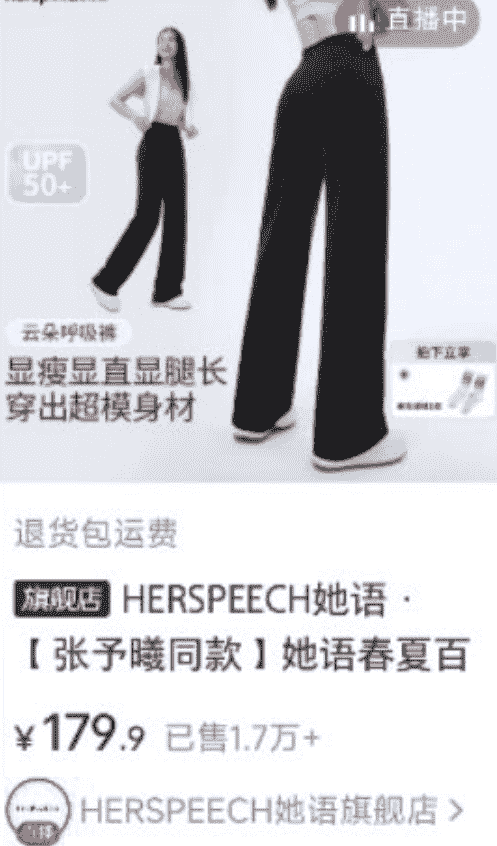 直播中
UPF
50+
云朵呼吸裤
显瘦显直显腿长
穿出超模身材
拍下立享
退货包运费
旗舰店 HERSPEECH她语 ·
【张予曦同款】她语春夏百
¥179.9 已售1.7万+
HERSPEECH她语旗舰店 >